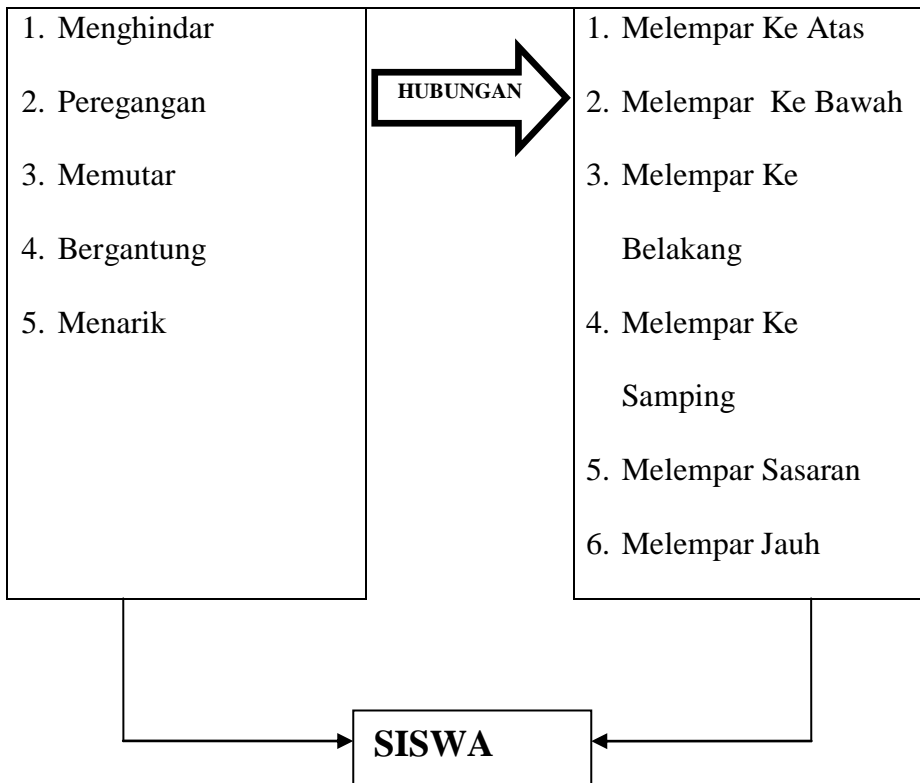 1. Menghindar
2. Peregangan
3. Memutar
4. Bergantung
5. Menarik
HUBUNGAN
1. Melempar Ke Atas
2. Melempar Ke Bawah
3. Melempar Ke
Belakang
4. Melempar Ke
Samping
5. Melempar Sasaran
6. Melempar Jauh
SISWA